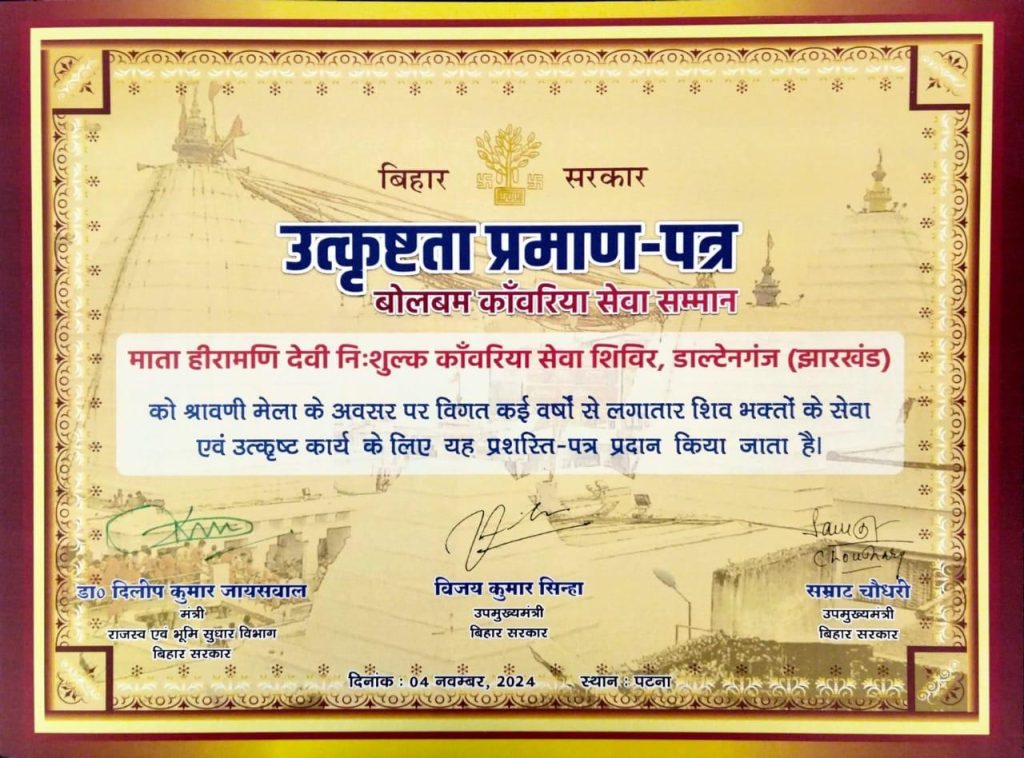 बिहार सरकार
उत्कृष्टता प्रमाण-पत्र
बोलबम काँवरिया सेवा सम्मान
माता हीरामणि देवी निःशुल्क काँवरिया सेवा शिविर, डाल्टेनगंज (झारखंड)
को श्रावणी मेला के अवसर पर विगत कई वर्षों से लगातार शिव भक्तों के सेवा
एवं उत्कृष्ट कार्य के लिए यह प्रशस्ति-पत्र प्रदान किया जाता है।
Samrat
Choudhary
डा० दिलीप कुमार जायसवाल
मंत्री
राजस्व एवं भूमि सुधार विभाग
बिहार सरकार
विजय कुमार सिन्हा
उपमुख्यमंत्री
बिहार सरकार
सम्राट चौधरी
उपमुख्यमंत्री
बिहार सरकार
दिनांक : 04 नवम्बर, 2024 स्थान : पटना